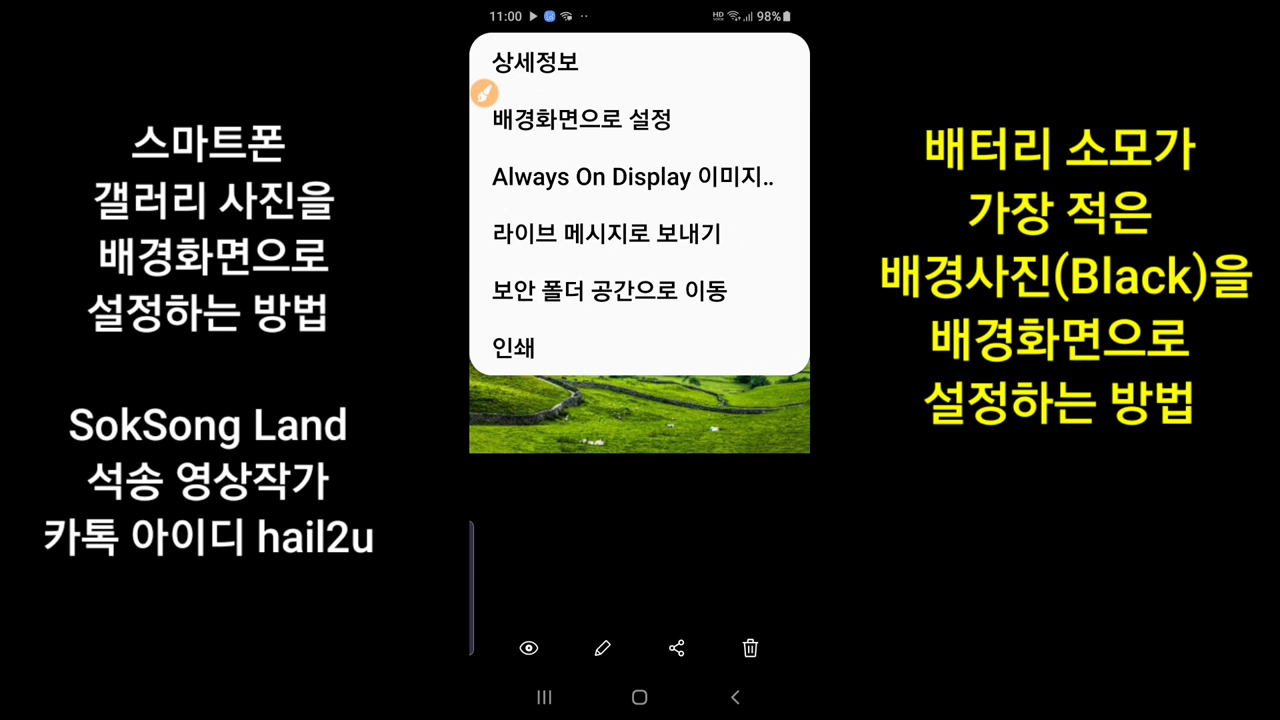 스마트폰
갤러리 사진을
배경화면으로
설정하는 방법
SokSong Land
석송 영상작가
카톡 아이디 hail2u
11:00
HD
VOICE
98%
상세정보
배경화면으로 설정
Always On Display 이미지..
라이브 메시지로 보내기
보안 폴더 공간으로 이동
인쇄
배터리 소모가
가장 적은
배경사진(Black)을
배경화면으로
설정하는 방법